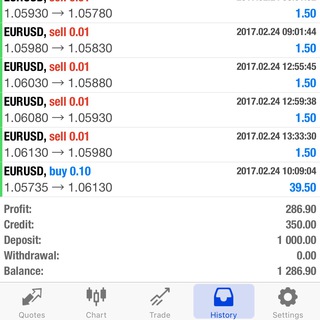 EURUSD, sell 0.01
1.05930 → 1.05780 1.50
EURUSD, sell 0.01 2017.02.24 09:01:44
1.05980 → 1.05830 1.50
EURUSD, sell 0.01 2017.02.24 12:55:45
1.06030 → 1.05880 1.50
EURUSD, sell 0.01 2017.02.24 12:59:38
1.06080 → 1.05930 1.50
EURUSD, sell 0.01 2017.02.24 13:33:30
1.06130 → 1.05980 1.50
EURUSD, buy 0.10 2017.02.24 10:09:04
1.05735 → 1.06130 39.50
Profit: 286.90
Credit: 350.00
Deposit: 1 000.00
Withdrawal: 0.00
Balance: 1 286.90
Quotes Chart Trade History Settings